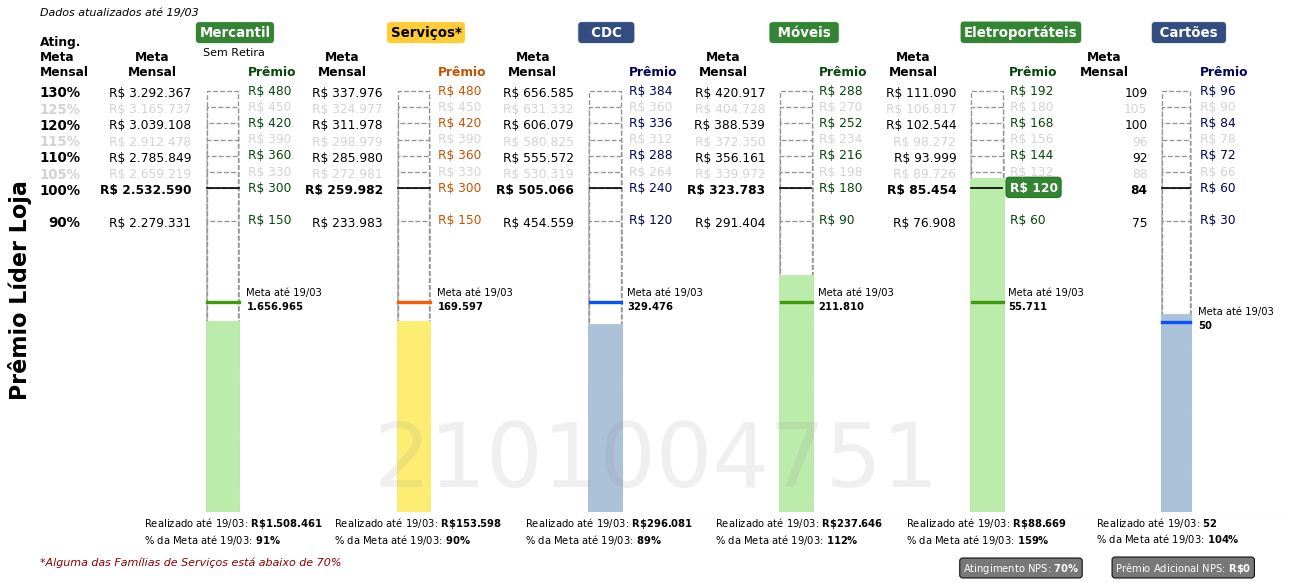 Dados atualizados até 19/03
Mercantil Serviços* CDC Móveis Eletroportáteis Cartões
Sem Retira
Ating. Meta Mensal Meta Mensal Prêmio Meta Mensal Prêmio Meta Mensal Prêmio Meta Mensal Prêmio Meta Mensal Prêmio Meta Mensal Prêmio
130% R$ 3.292.367 R$ 480 R$ 337.976 R$ 480 R$ 656.585 R$ 384 R$ 420.917 R$ 288 R$ 111.090 R$ 192 109 R$ 96
125% R$ 3.165.737 R$ 450 R$ 324.977 R$ 450 R$ 631.332 R$ 360 R$ 404.728 R$ 270 R$ 106.817 R$ 180 105 R$ 90
120% R$ 3.039.108 R$ 420 R$ 311.978 R$ 420 R$ 606.079 R$ 336 R$ 388.539 R$ 252 R$ 102.544 R$ 168 100 R$ 84
115% R$ 2.912.478 R$ 390 R$ 298.979 R$ 390 R$ 580.825 R$ 312 R$ 372.350 R$ 234 R$ 98.272 R$ 156 96 R$ 78
110% R$ 2.785.849 R$ 360 R$ 285.980 R$ 360 R$ 555.572 R$ 288 R$ 356.161 R$ 216 R$ 93.999 R$ 144 92 R$ 72
105% R$ 2.659.219 R$ 330 R$ 272.981 R$ 330 R$ 530.319 R$ 264 R$ 339.972 R$ 198 R$ 89.726 R$ 132 88 R$ 66
100% R$ 2.532.590 R$ 300 R$ 259.982 R$ 300 R$ 505.066 R$ 240 R$ 323.783 R$ 180 R$ 85.454 R$ 120 84 R$ 60
90% R$ 2.279.331 R$ 150 R$ 233.983 R$ 150 R$ 454.559 R$ 120 R$ 291.404 R$ 90 R$ 76.908 R$ 60 75 R$ 30
Prêmio Líder Loja
Meta até 19/03 Meta até 19/03 Meta até 19/03 Meta até 19/03 Meta até 19/03 Meta até 19/03
1.656.965 169.597 329.476 211.810 55.711 50
2101004751
Realizado até 19/03: R$1.508.461 Realizado até 19/03: R$153.598 Realizado até 19/03: R$296.081 Realizado até 19/03: R$237.646 Realizado até 19/03: R$88.669 Realizado até 19/03: 52
% da Meta até 19/03: 91% % da Meta até 19/03: 90% % da Meta até 19/03: 89% % da Meta até 19/03: 112% % da Meta até 19/03: 159% % da Meta até 19/03: 104%
*Alguma das Famílias de Serviços está abaixo de 70% Atingimento NPS: 70% Prêmio Adicional NPS: R$0